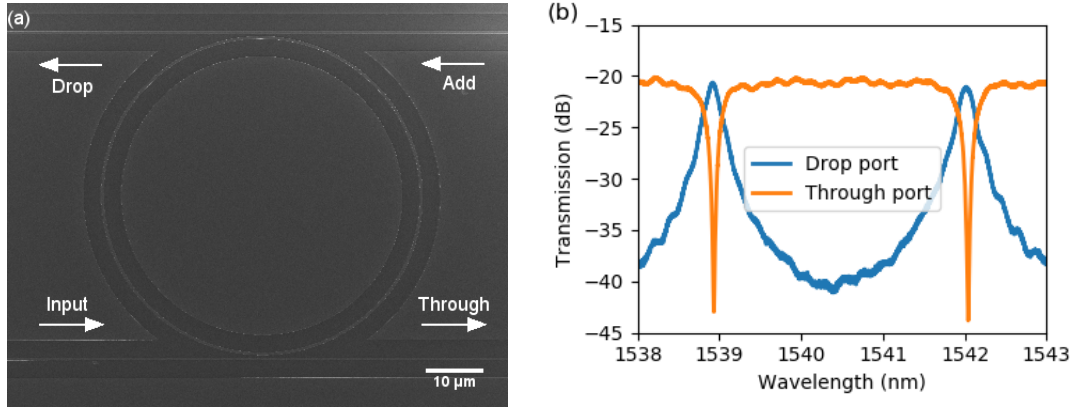 (a)
Drop
Add
Input
Through
10 μm
(b)
Transmission (dB)
−15
−20
−25
−30
−35
−40
−45
Drop port
Through port
1538 1539 1540 1541 1542 1543
Wavelength (nm)